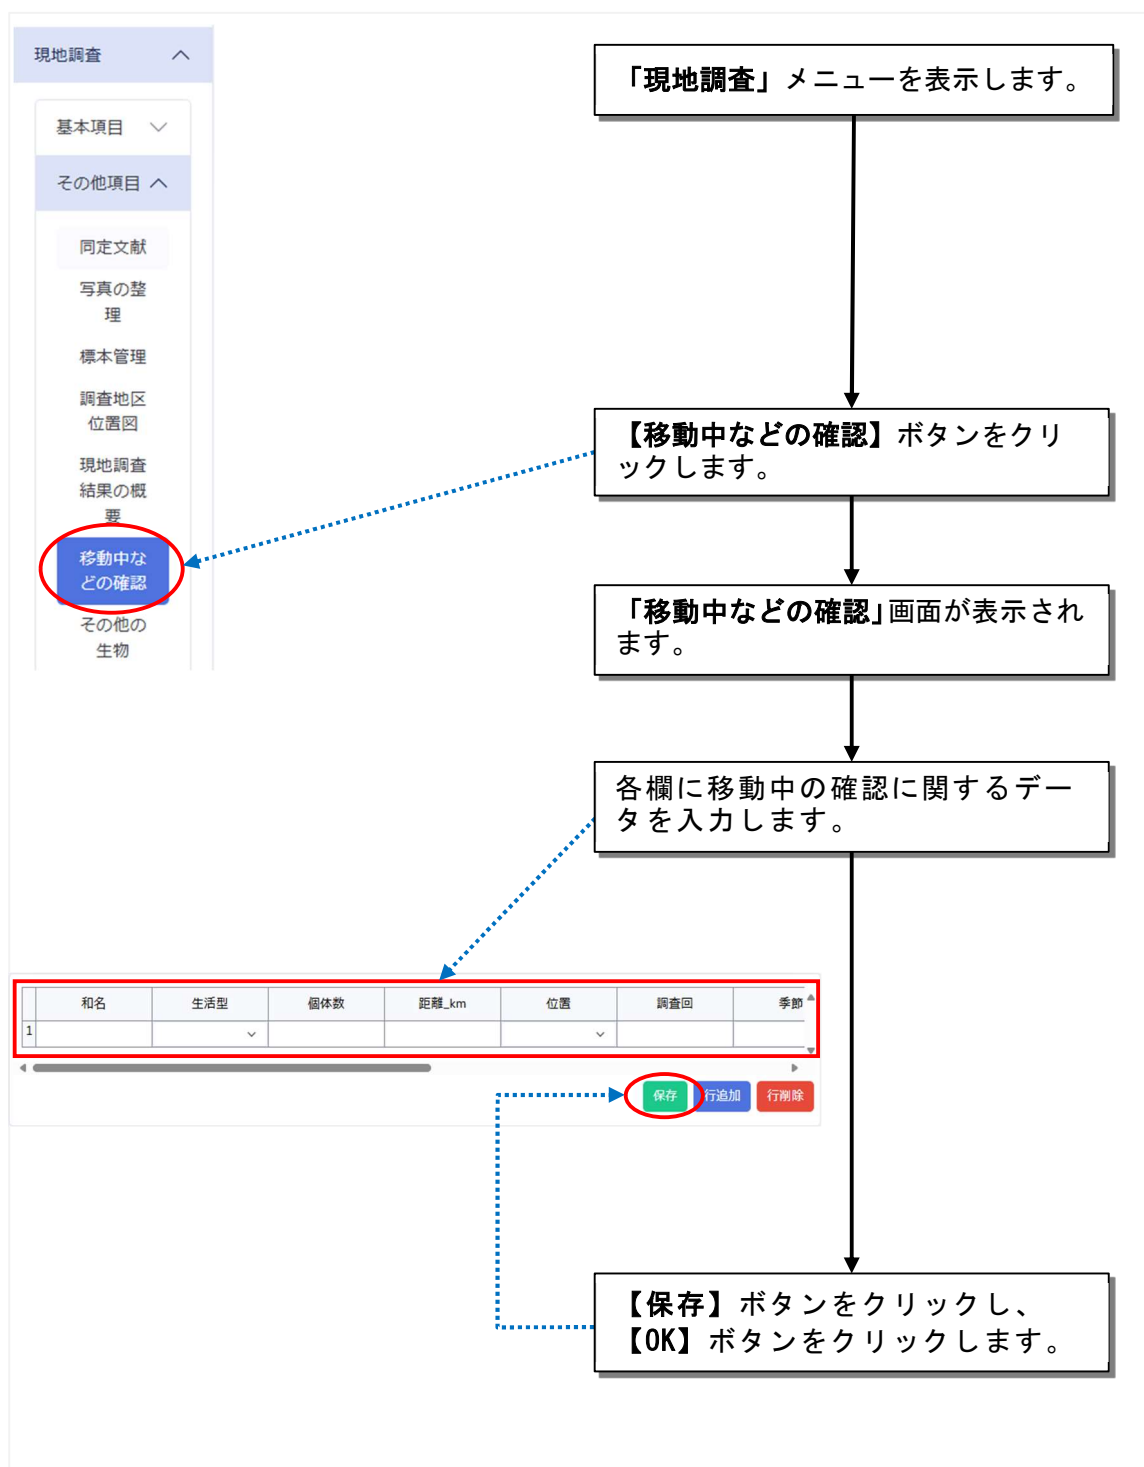 現地調査
基本項目
その他項目
同定文献
写真の整
理
標本管理
調査地区
位置図
現地調査
結果の概
要
移動中な
どの確認
その他の
生物
「現地調査」メニューを表示します。
【移動中などの確認】ボタンをクリ
ックします。
「移動中などの確認」画面が表示され
ます。
各欄に移動中の確認に関するデー
タを入力します。
和名 生活型 個体数 距離_km 位置 調査回 季節
1
保存 行追加 行削除
【保存】ボタンをクリックし、
【OK】ボタンをクリックします。